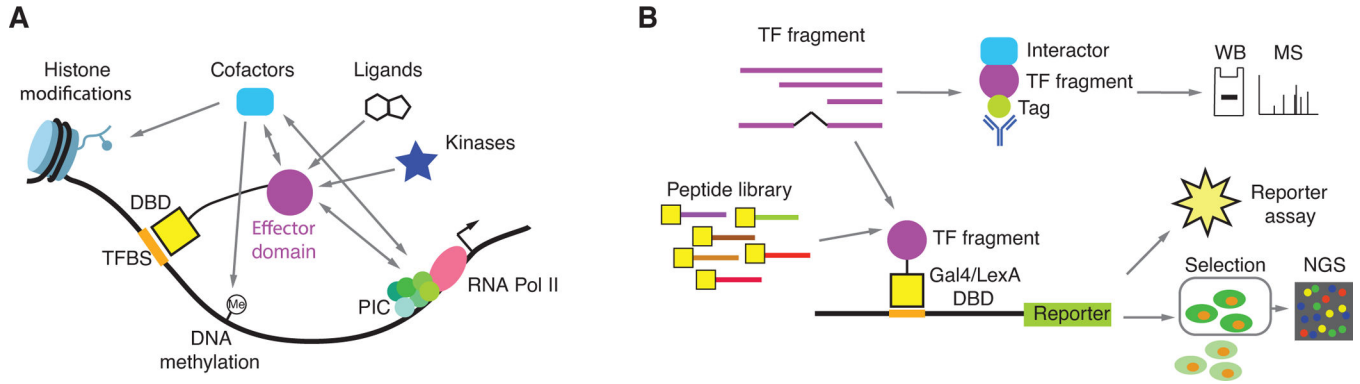 A
Histone
modifications
Cofactors
Ligands
Kinases
DBD
Effector
domain
TFBS
Me
DNA
methylation
PIC
RNA Pol II
B
TF fragment
Interactor
TF fragment
Tag
WB
MS
Peptide library
TF fragment
Gal4/LexA
DBD
Reporter
Reporter
assay
Selection
NGS